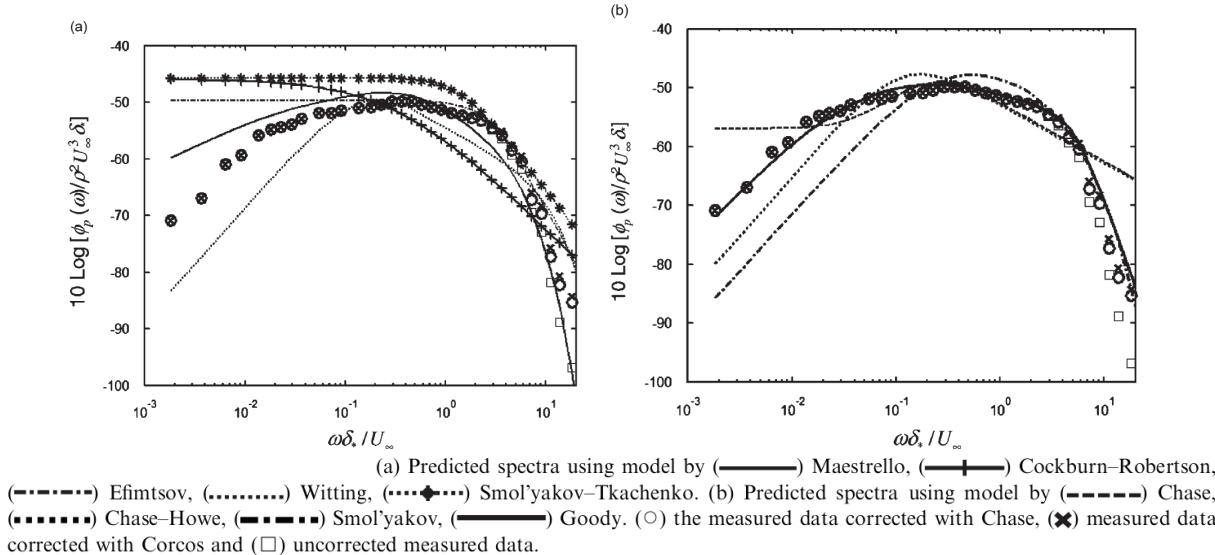 (a)
(b)
-40
-50
-60
-70
-80
-90
-100
10 Log [ϕp (ω)/ρ²U∞³δ]
10⁻³ 10⁻² 10⁻¹ 10⁰ 10¹
ωδ* / U∞
-40
-50
-60
-70
-80
-90
-100
10 Log [ϕp (ω)/ρ²U∞³δ]
10⁻³ 10⁻² 10⁻¹ 10⁰ 10¹
ωδ* / U∞
(a) Predicted spectra using model by (——) Maestrello, (—+—) Cockburn–Robertson,
(—·—·—) Efimtsov, (········) Witting, (···✱···) Smol'yakov–Tkachenko. (b) Predicted spectra using model by (– – –) Chase,
(▪▪▪▪▪▪) Chase–Howe, (—·—·—) Smol'yakov, (——) Goody. (○) the measured data corrected with Chase, (✖) measured data
corrected with Corcos and (□) uncorrected measured data.